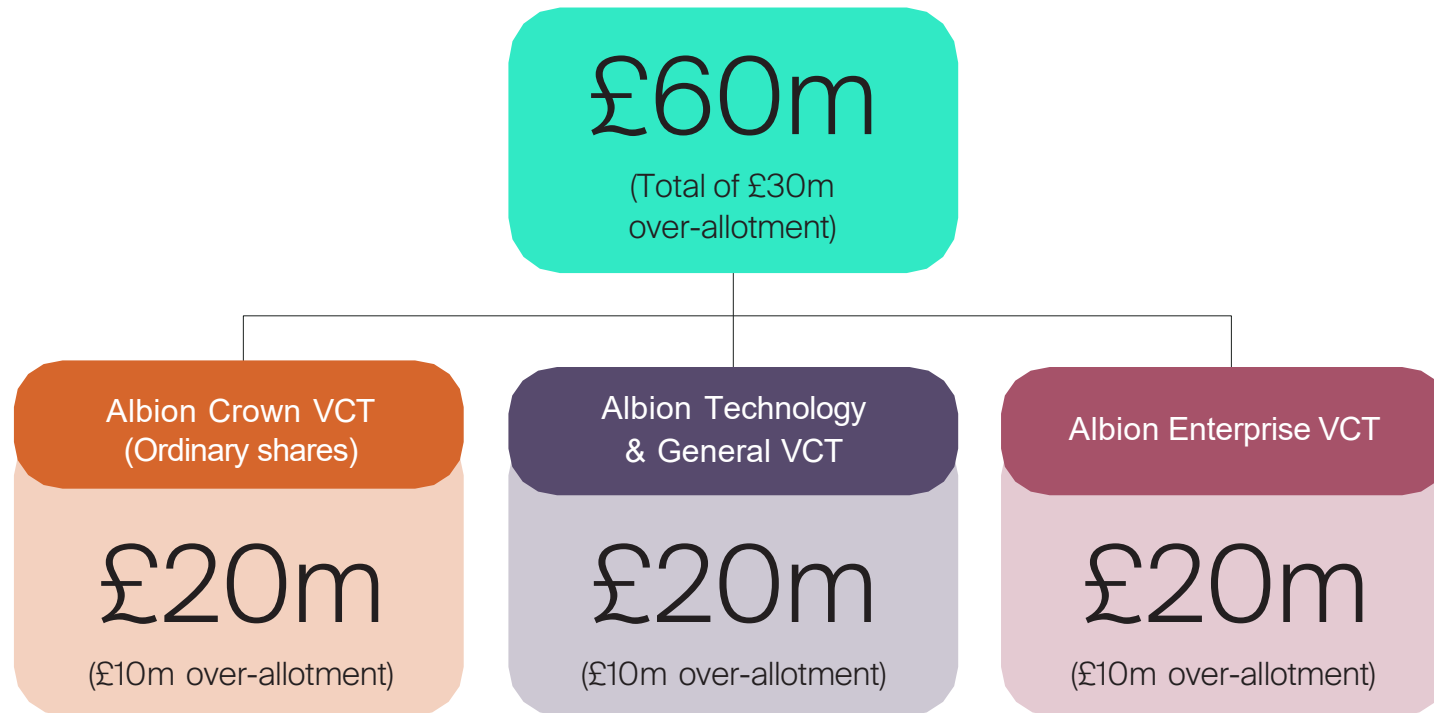 £60m
(Total of £30m
over-allotment)
Albion Crown VCT
(Ordinary shares)
£20m
(£10m over-allotment)
Albion Technology
& General VCT
£20m
(£10m over-allotment)
Albion Enterprise VCT
£20m
(£10m over-allotment)